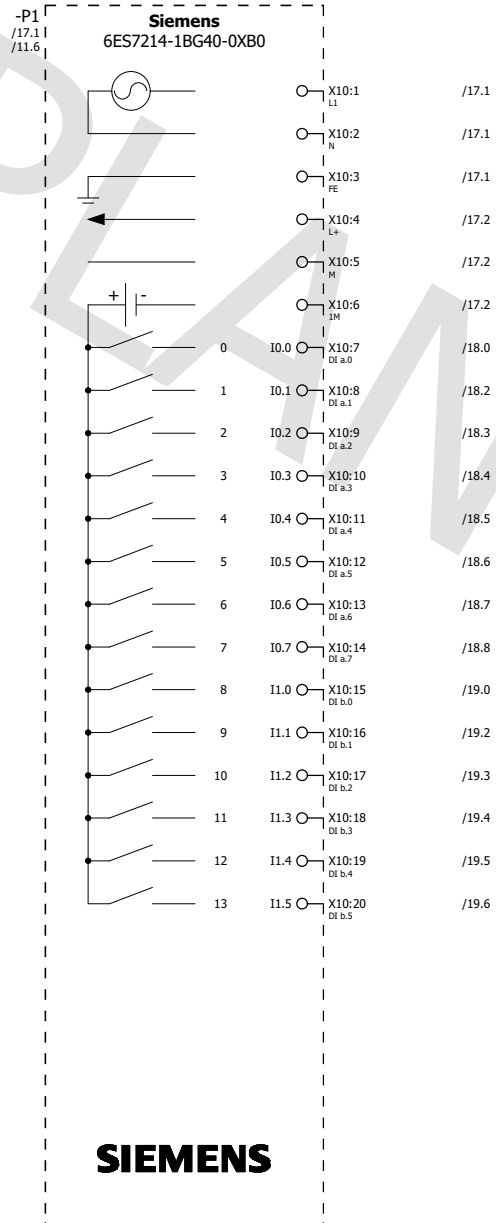 -P1
/17.1
/11.6
Siemens
6ES7214-1BG40-0XB0
X10:1 /17.1
L1
X10:2 /17.1
N
X10:3 /17.1
FE
X10:4 /17.2
L+
X10:5 /17.2
M
+ - X10:6 /17.2
1M
0 I0.0 X10:7 /18.0
DI a.0
1 I0.1 X10:8 /18.2
DI a.1
2 I0.2 X10:9 /18.3
DI a.2
3 I0.3 X10:10 /18.4
DI a.3
4 I0.4 X10:11 /18.5
DI a.4
5 I0.5 X10:12 /18.6
DI a.5
6 I0.6 X10:13 /18.7
DI a.6
7 I0.7 X10:14 /18.8
DI a.7
8 I1.0 X10:15 /19.0
DI b.0
9 I1.1 X10:16 /19.2
DI b.1
10 I1.2 X10:17 /19.3
DI b.2
11 I1.3 X10:18 /19.4
DI b.3
12 I1.4 X10:19 /19.5
DI b.4
13 I1.5 X10:20 /19.6
DI b.5
SIEMENS